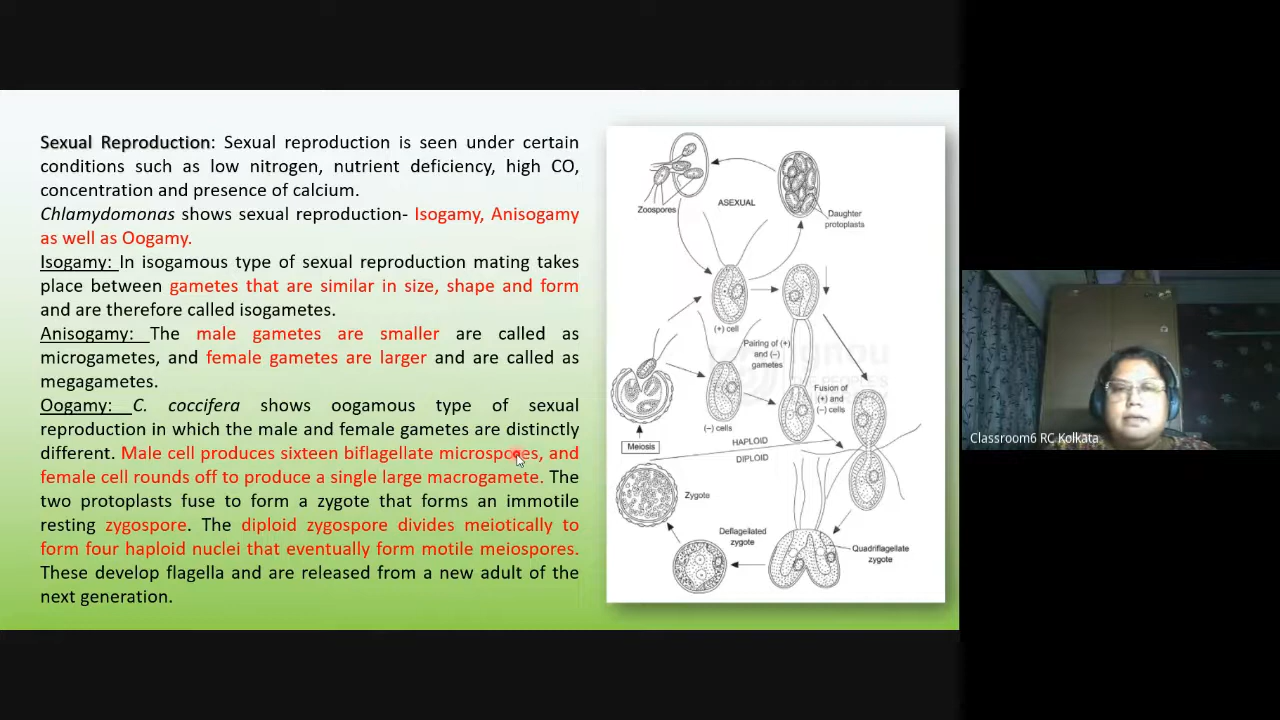 Sexual Reproduction: Sexual reproduction is seen under certain
conditions such as low nitrogen, nutrient deficiency, high CO,
concentration and presence of calcium.
Chlamydomonas shows sexual reproduction- Isogamy, Anisogamy
as well as Oogamy.
Isogamy: In isogamous type of sexual reproduction mating takes
place between gametes that are similar in size, shape and form
and are therefore called isogametes.
Anisogamy: The male gametes are smaller are called as
microgametes, and female gametes are larger and are called as
megagametes.
Oogamy: C. coccifera shows oogamous type of sexual
reproduction in which the male and female gametes are distinctly
different. Male cell produces sixteen biflagellate microspores, and
female cell rounds off to produce a single large macrogamete. The
two protoplasts fuse to form a zygote that forms an immotile
resting zygospore. The diploid zygospore divides meiotically to
form four haploid nuclei that eventually form motile meiospores.
These develop flagella and are released from a new adult of the
next generation.
Zoospores
ASEXUAL
Daughter
protoplasts
(+) cell
Pairing of (+)
and (–)
gametes
Fusion of
(+) and
(–) cells
(–) cells
Meiosis
HAPLOID
DIPLOID
Zygote
Deflagellated
zygote
Quadriflagellate
zygote
Classroom6 RC Kolkata